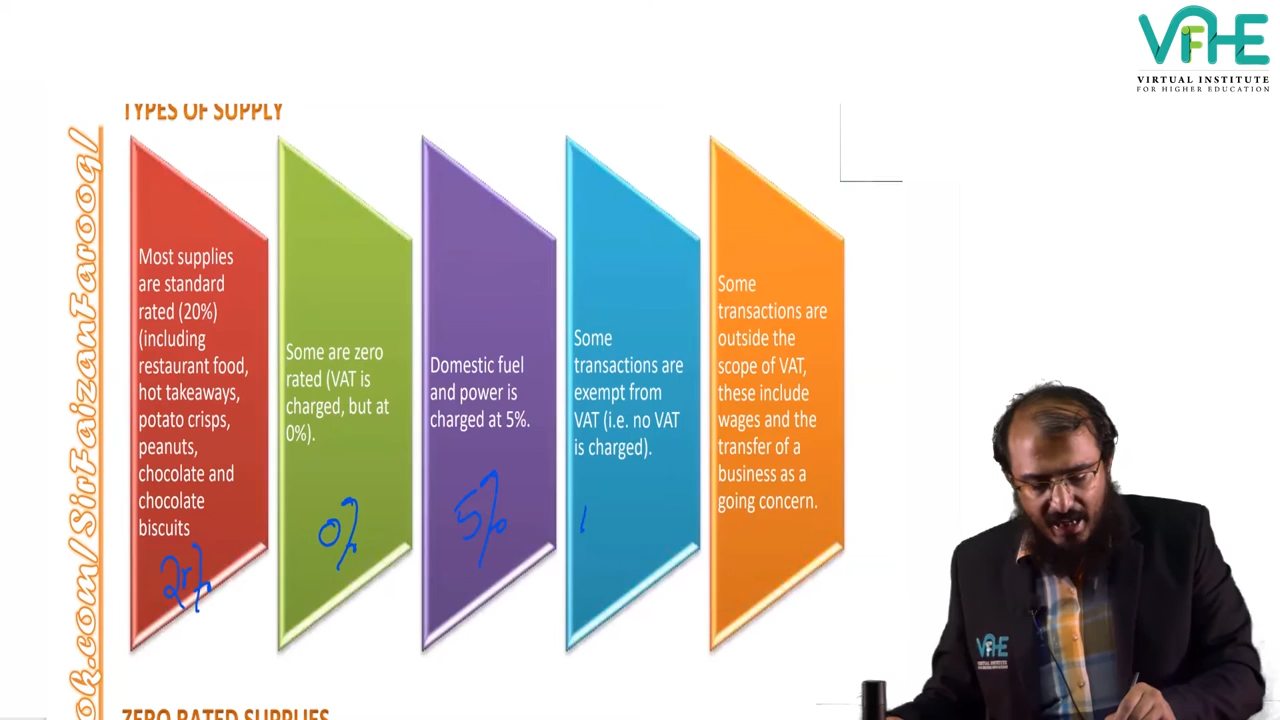 VIFHE
VIRTUAL INSTITUTE
FOR HIGHER EDUCATION
TYPES OF SUPPLY
ok.com/SirFaizanFarooq/
Most supplies
are standard
rated (20%)
(including
restaurant food,
hot takeaways,
potato crisps,
peanuts,
chocolate and
chocolate
biscuits
Some are zero
rated (VAT is
charged, but at
0%).
0%
Domestic fuel
and power is
charged at 5%.
5%
Some
transactions are
exempt from
VAT (i.e. no VAT
is charged).
Some
transactions are
outside the
scope of VAT,
these include
wages and the
transfer of a
business as a
going concern.
ZERO RATED SUPPLIES